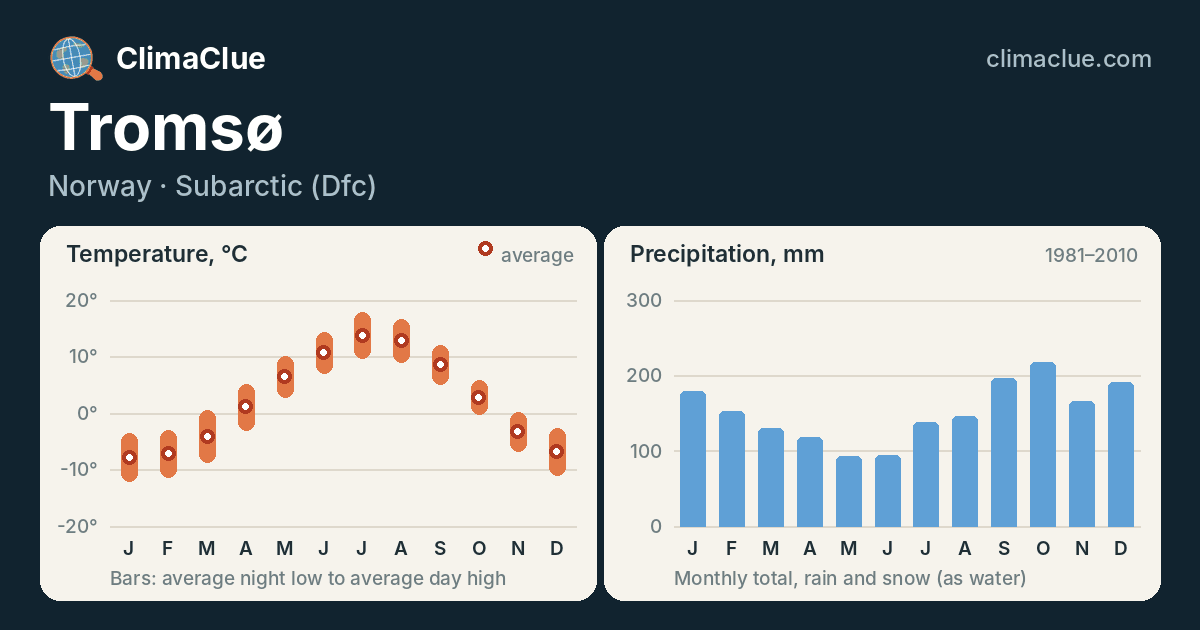 ClimaClue
climaclue.com
Tromsø
Norway · Subarctic (Dfc)
Temperature, °C
average
20°
10°
0°
-10°
-20°
J F M A M J J A S O N D
Bars: average night low to average day high
Precipitation, mm
1981–2010
300
200
100
0
J F M A M J J A S O N D
Monthly total, rain and snow (as water)